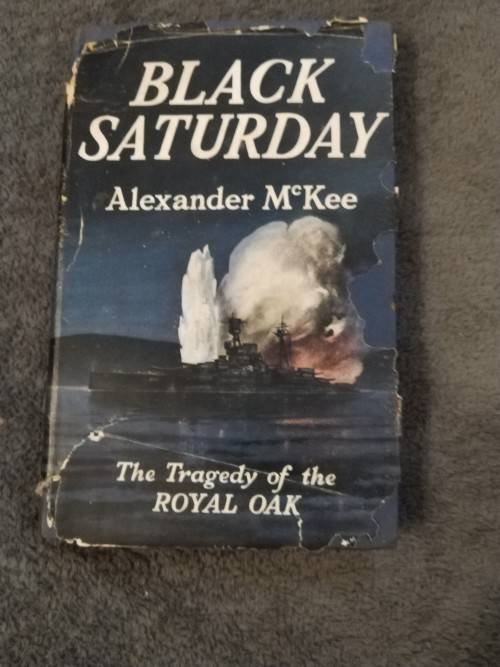 BLACK
SATURDAY
Alexander McKee
The Tragedy of the
ROYAL OAK